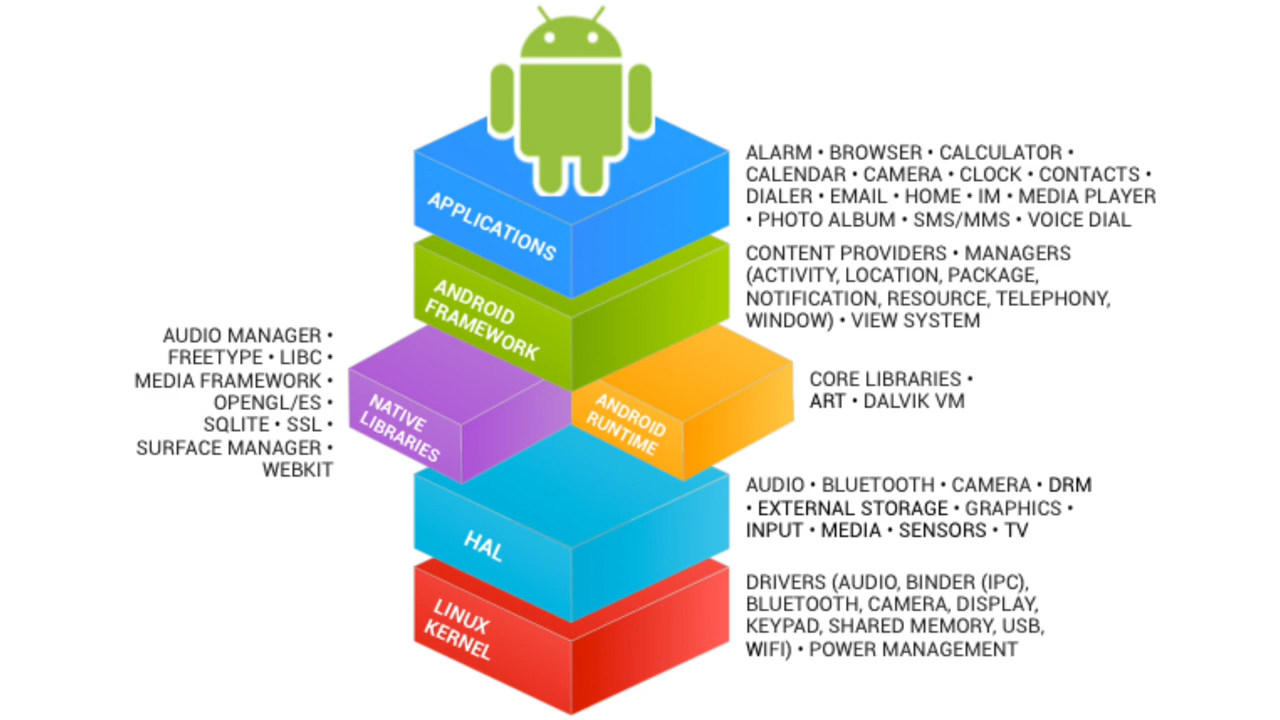 ALARM • BROWSER • CALCULATOR •
CALENDAR • CAMERA • CLOCK • CONTACTS •
DIALER • EMAIL • HOME • IM • MEDIA PLAYER
• PHOTO ALBUM • SMS/MMS • VOICE DIAL
APPLICATIONS
CONTENT PROVIDERS • MANAGERS
(ACTIVITY, LOCATION, PACKAGE,
NOTIFICATION, RESOURCE, TELEPHONY,
WINDOW) • VIEW SYSTEM
ANDROID
FRAMEWORK
AUDIO MANAGER •
FREETYPE • LIBC •
MEDIA FRAMEWORK •
OPENGL/ES •
SQLITE • SSL •
SURFACE MANAGER •
WEBKIT
NATIVE
LIBRARIES
ANDROID
RUNTIME
CORE LIBRARIES •
ART • DALVIK VM
HAL
AUDIO • BLUETOOTH • CAMERA • DRM
• EXTERNAL STORAGE • GRAPHICS •
INPUT • MEDIA • SENSORS • TV
LINUX
KERNEL
DRIVERS (AUDIO, BINDER (IPC),
BLUETOOTH, CAMERA, DISPLAY,
KEYPAD, SHARED MEMORY, USB,
WIFI) • POWER MANAGEMENT